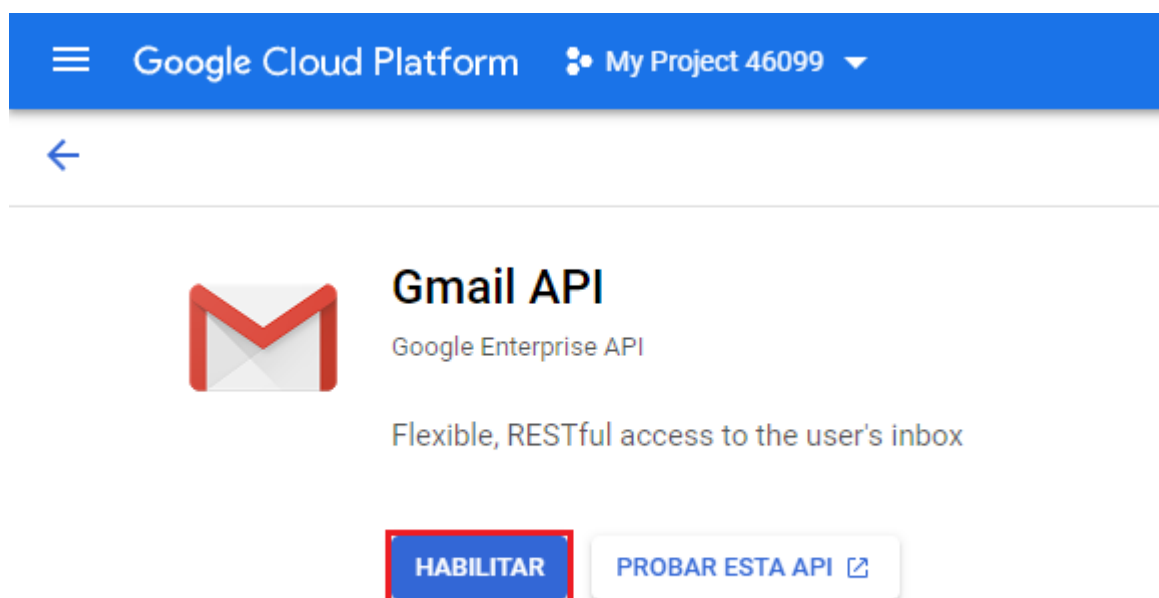 Google Cloud Platform My Project 46099
Gmail API
Google Enterprise API
Flexible, RESTful access to the user's inbox
HABILITAR PROBAR ESTA API